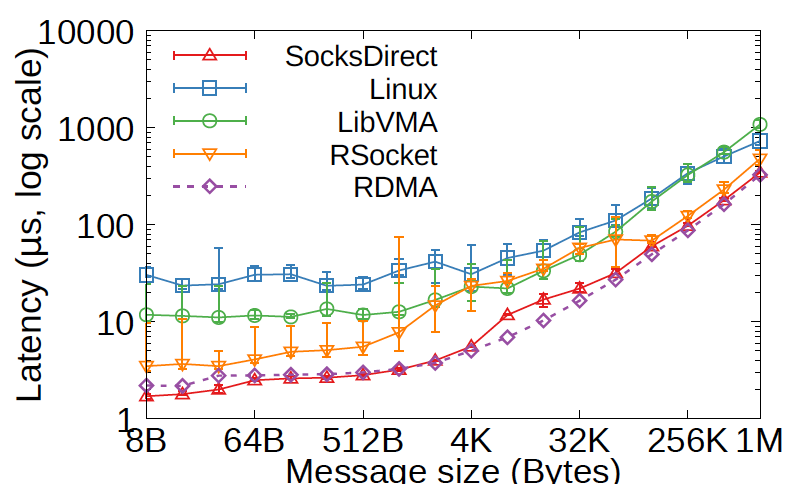 10000
1000
100
10
1
Latency (µs, log scale)
SocksDirect
Linux
LibVMA
RSocket
RDMA
8B 64B 512B 4K 32K 256K 1M
Message size (Bytes)